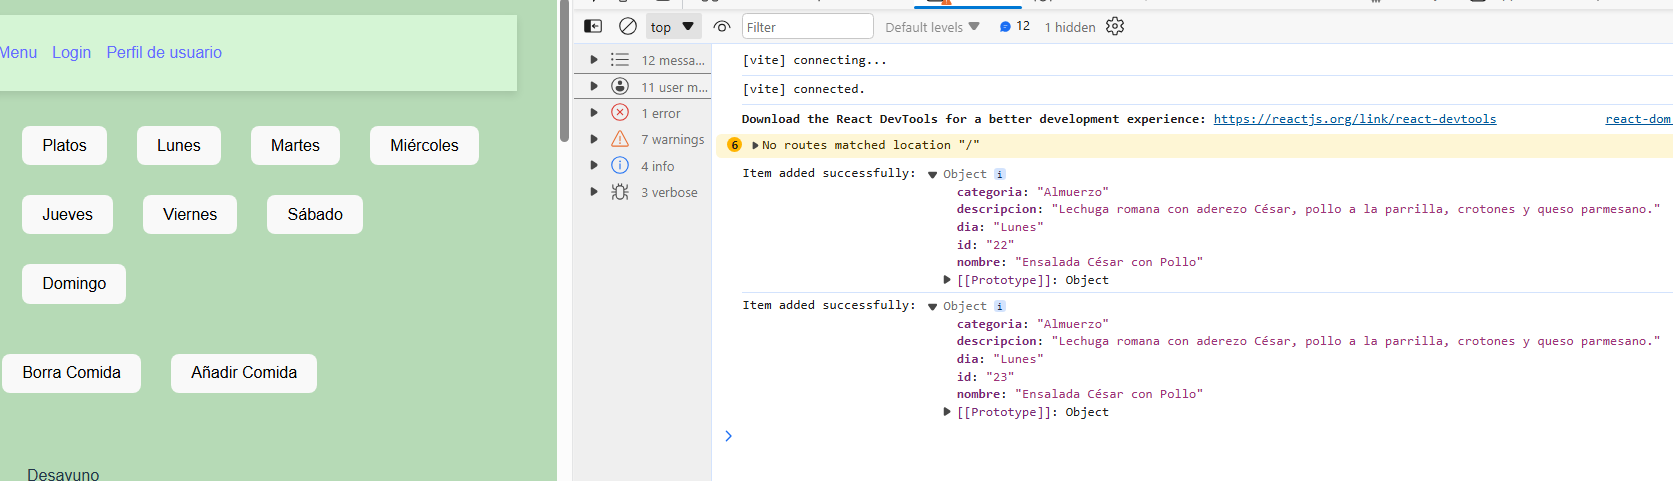 Menu Login Perfil de usuario
Platos Lunes Martes Miércoles
Jueves Viernes Sábado
Domingo
Borra Comida Añadir Comida
Desayuno
top Filter Default levels 12 1 hidden
12 messa...
11 user m...
1 error
7 warnings
4 info
3 verbose
[vite] connecting...
[vite] connected.
Download the React DevTools for a better development experience: https://reactjs.org/link/react-devtools react-dom
6 No routes matched location "/"
Item added successfully: Object i
categoria: "Almuerzo"
descripcion: "Lechuga romana con aderezo César, pollo a la parrilla, crotones y queso parmesano."
dia: "Lunes"
id: "22"
nombre: "Ensalada César con Pollo"
[[Prototype]]: Object
Item added successfully: Object i
categoria: "Almuerzo"
descripcion: "Lechuga romana con aderezo César, pollo a la parrilla, crotones y queso parmesano."
dia: "Lunes"
id: "23"
nombre: "Ensalada César con Pollo"
[[Prototype]]: Object